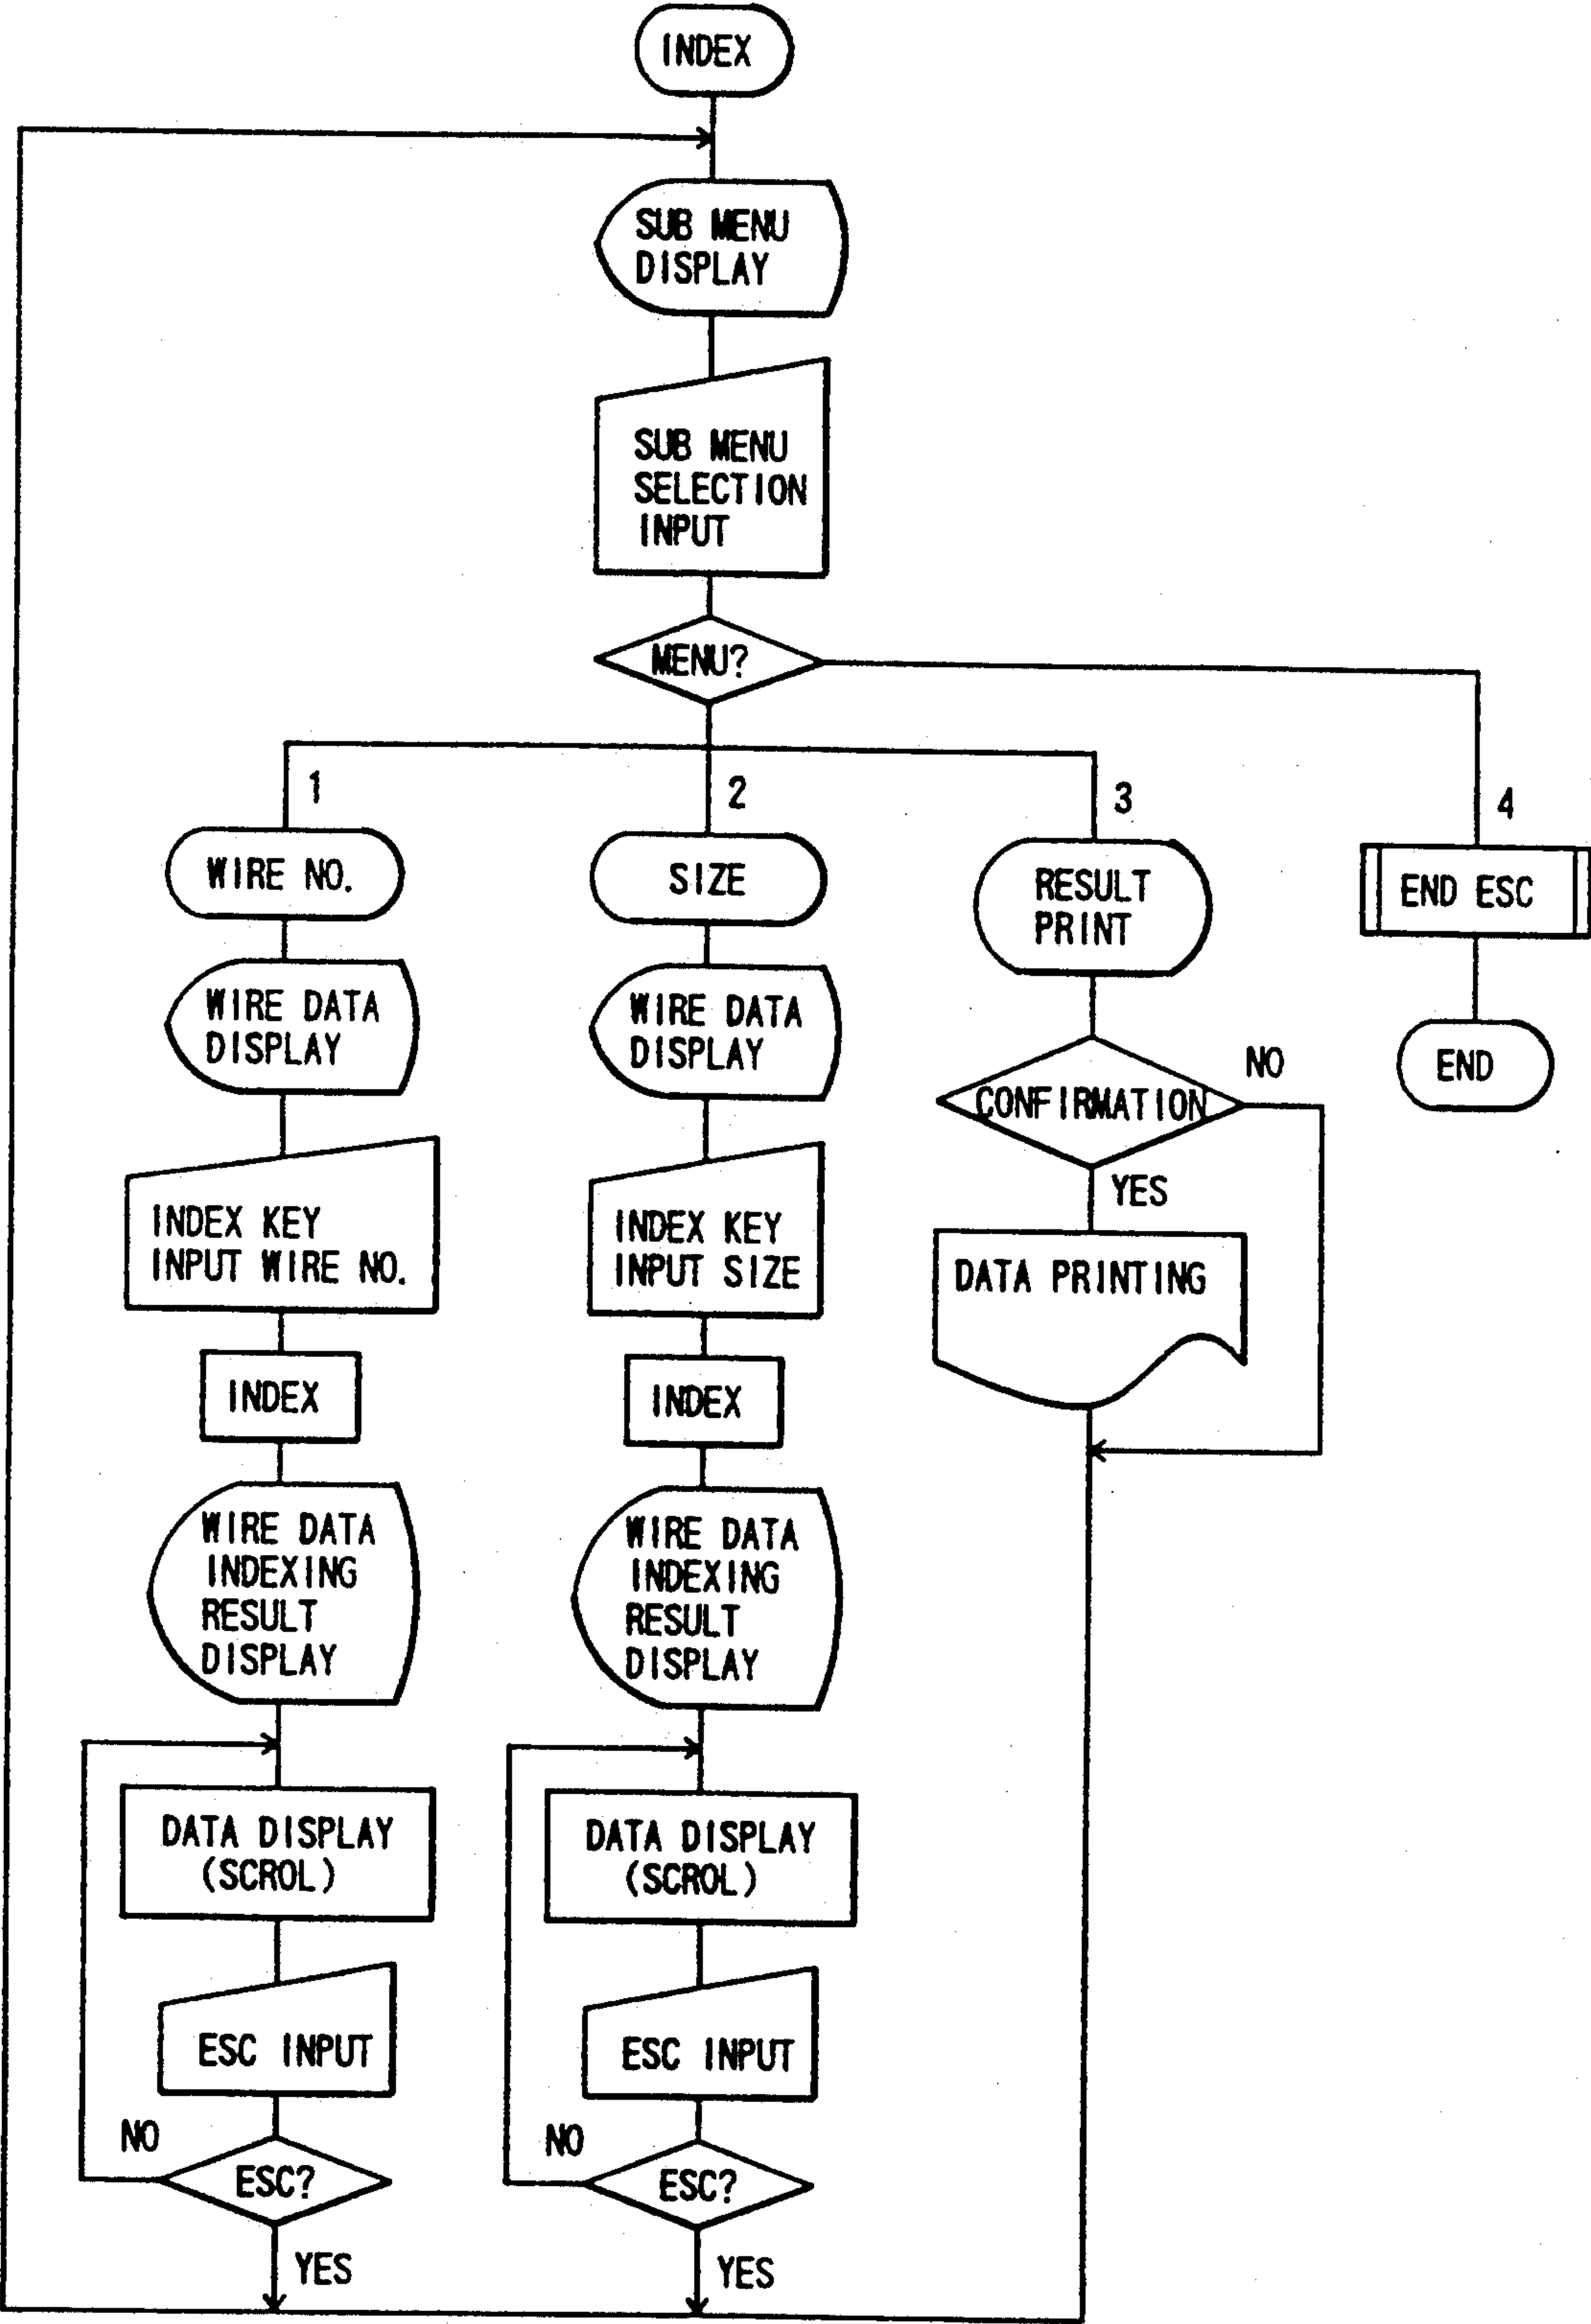 INDEX
SUB MENU
DISPLAY
SUB MENU
SELECTION
INPUT
MENU?
1
2
3
4
WIRE NO.
SIZE
RESULT
PRINT
END ESC
WIRE DATA
DISPLAY
WIRE DATA
DISPLAY
CONFIRMATION
NO
YES
END
INDEX KEY
INPUT WIRE NO.
INDEX KEY
INPUT SIZE
DATA PRINTING
INDEX
INDEX
WIRE DATA
INDEXING
RESULT
DISPLAY
WIRE DATA
INDEXING
RESULT
DISPLAY
DATA DISPLAY
(SCROL)
DATA DISPLAY
(SCROL)
ESC INPUT
ESC INPUT
NO
ESC?
YES
NO
ESC?
YES